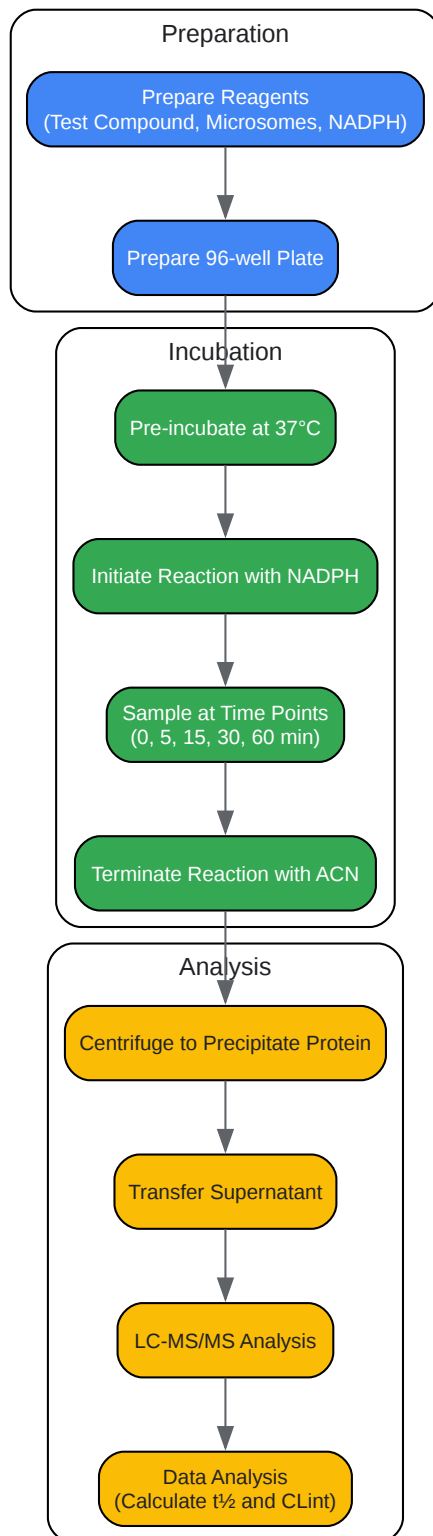 Preparation
Prepare Reagents
(Test Compound, Microsomes, NADPH)
Prepare 96-well Plate
Incubation
Pre-incubate at 37°C
Initiate Reaction with NADPH
Sample at Time Points
(0, 5, 15, 30, 60 min)
Terminate Reaction with ACN
Analysis
Centrifuge to Precipitate Protein
Transfer Supernatant
LC-MS/MS Analysis
Data Analysis
(Calculate t½ and CLint)